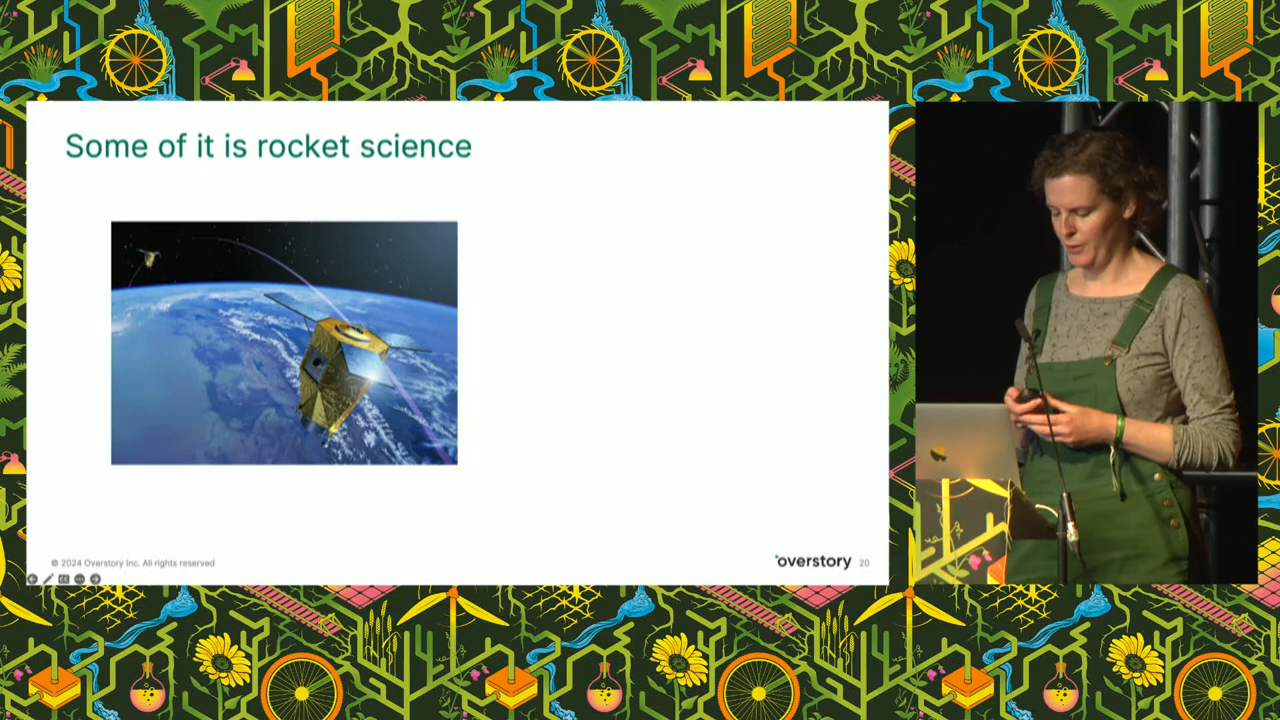 Some of it is rocket science
© 2024 Overstory Inc. All rights reserved
overstory 20